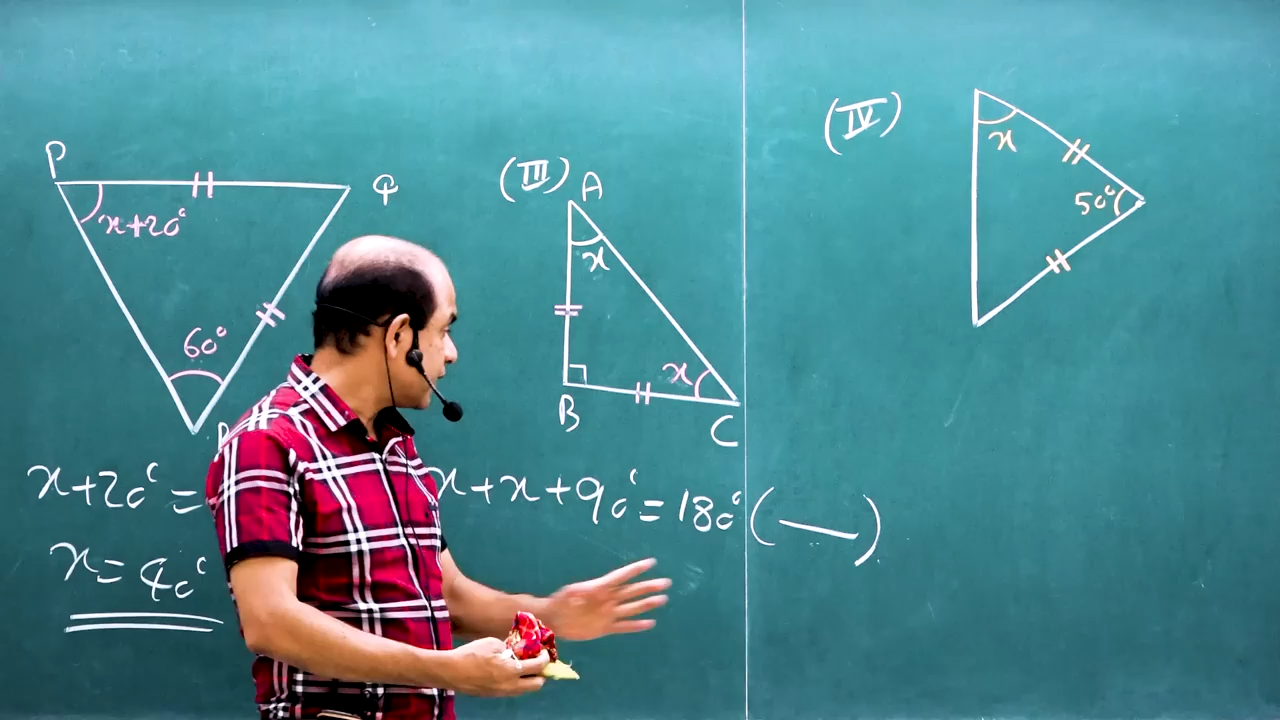 P
Q
x+20°
60°
(III)
A
x
x
B
C
(IV)
x
50°
x+20° =
x+x+90° = 180° (—)
x = 40°